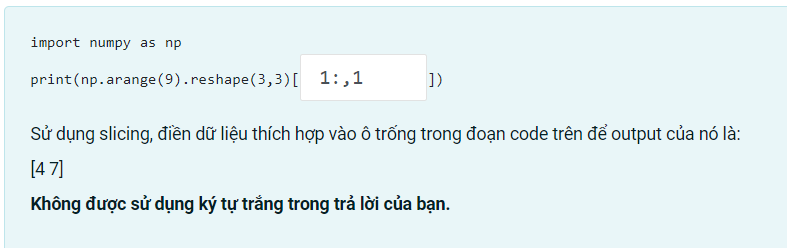 import numpy as np
print(np.arange(9).reshape(3,3)[ 1:,1 ])
Sử dụng slicing, điền dữ liệu thích hợp vào ô trống trong đoạn code trên để output của nó là:
[4 7]
Không được sử dụng ký tự trắng trong trả lời của bạn.